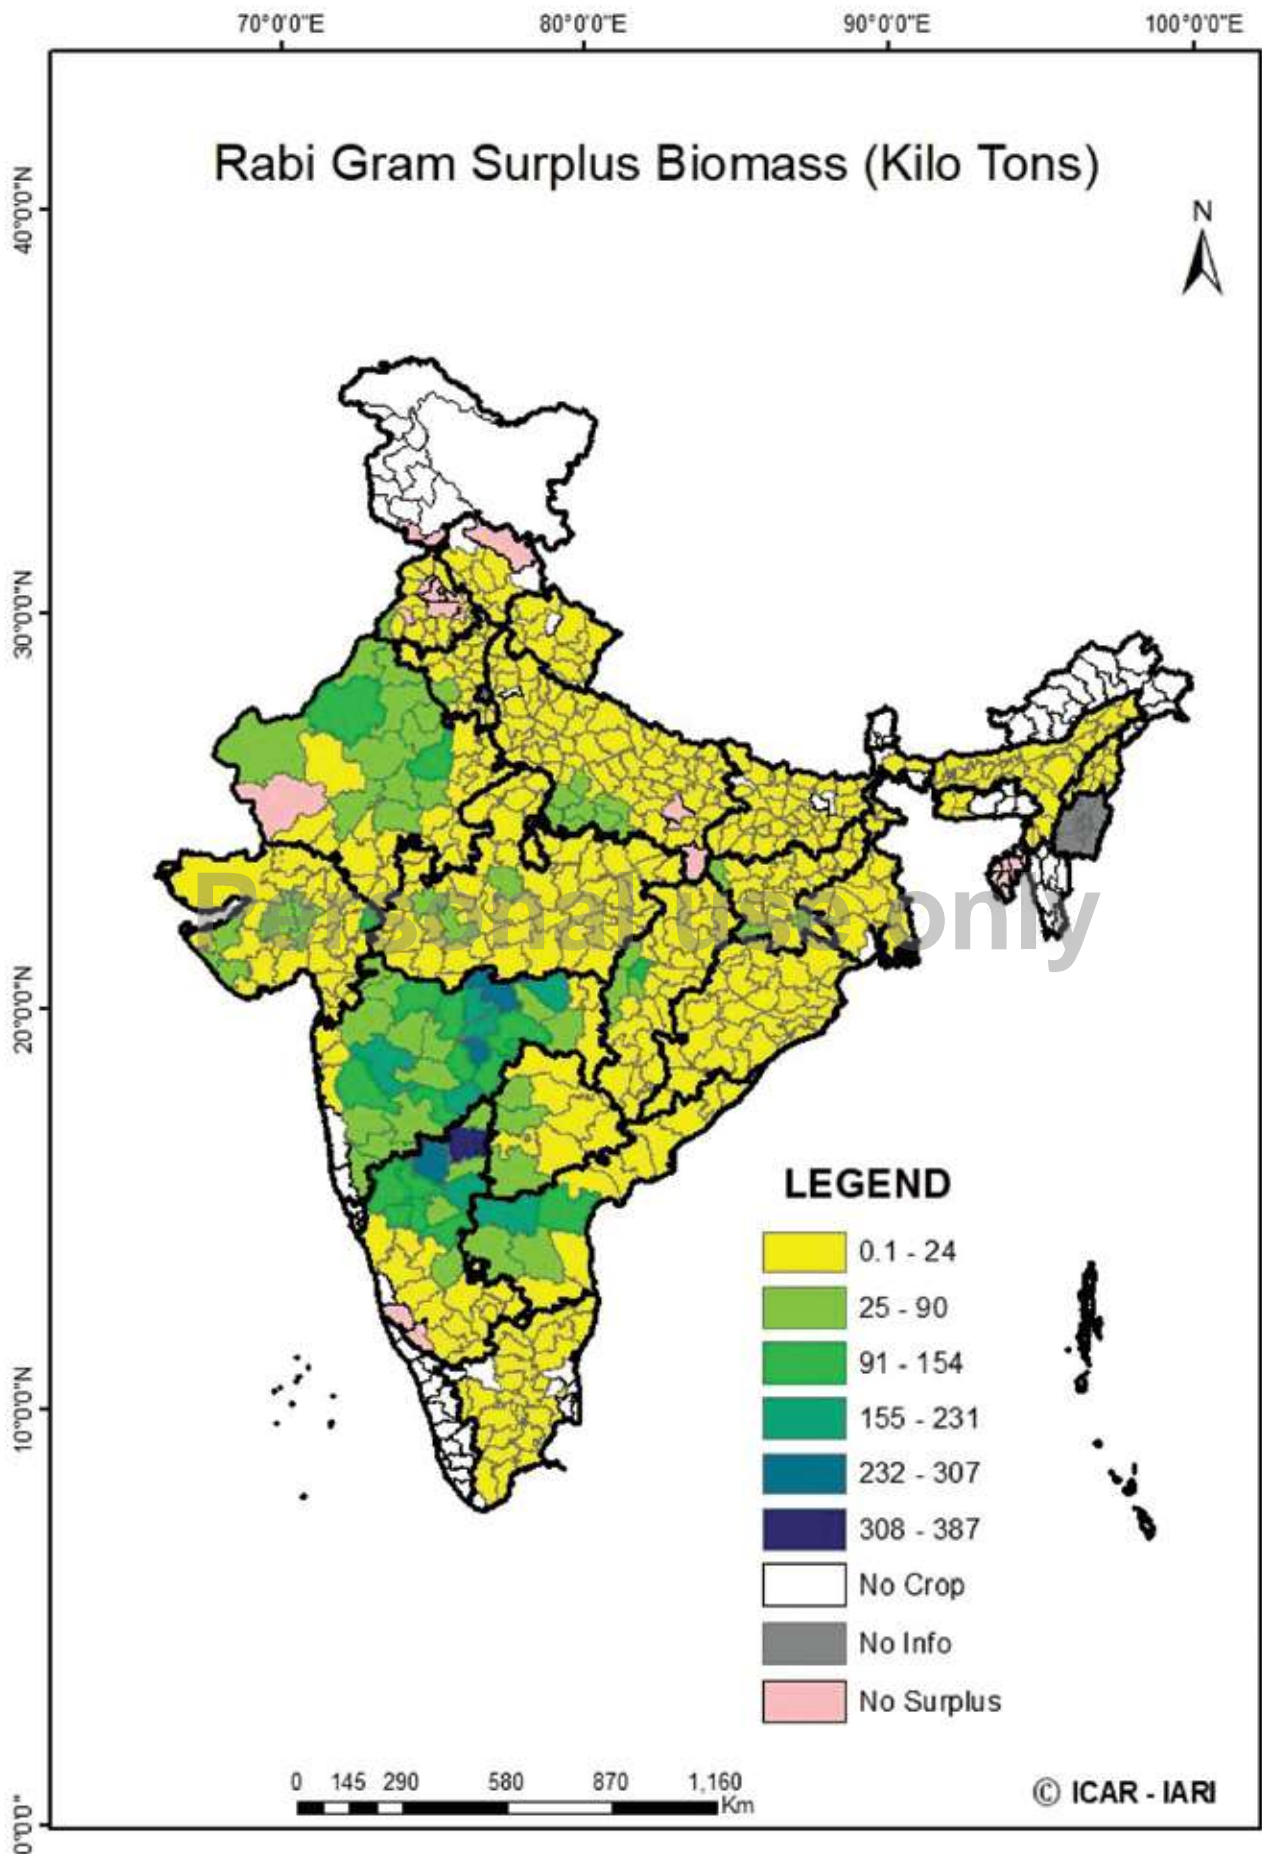 70°0'0"E 80°0'0"E 90°0'0"E 100°0'0"E
Rabi Gram Surplus Biomass (Kilo Tons)
N
40°0'0"N
30°0'0"N
20°0'0"N
10°0'0"N
0°0'0"
Personal use only
LEGEND
0.1 - 24
25 - 90
91 - 154
155 - 231
232 - 307
308 - 387
No Crop
No Info
No Surplus
0 145 290 580 870 1,160
Km
© ICAR - IARI